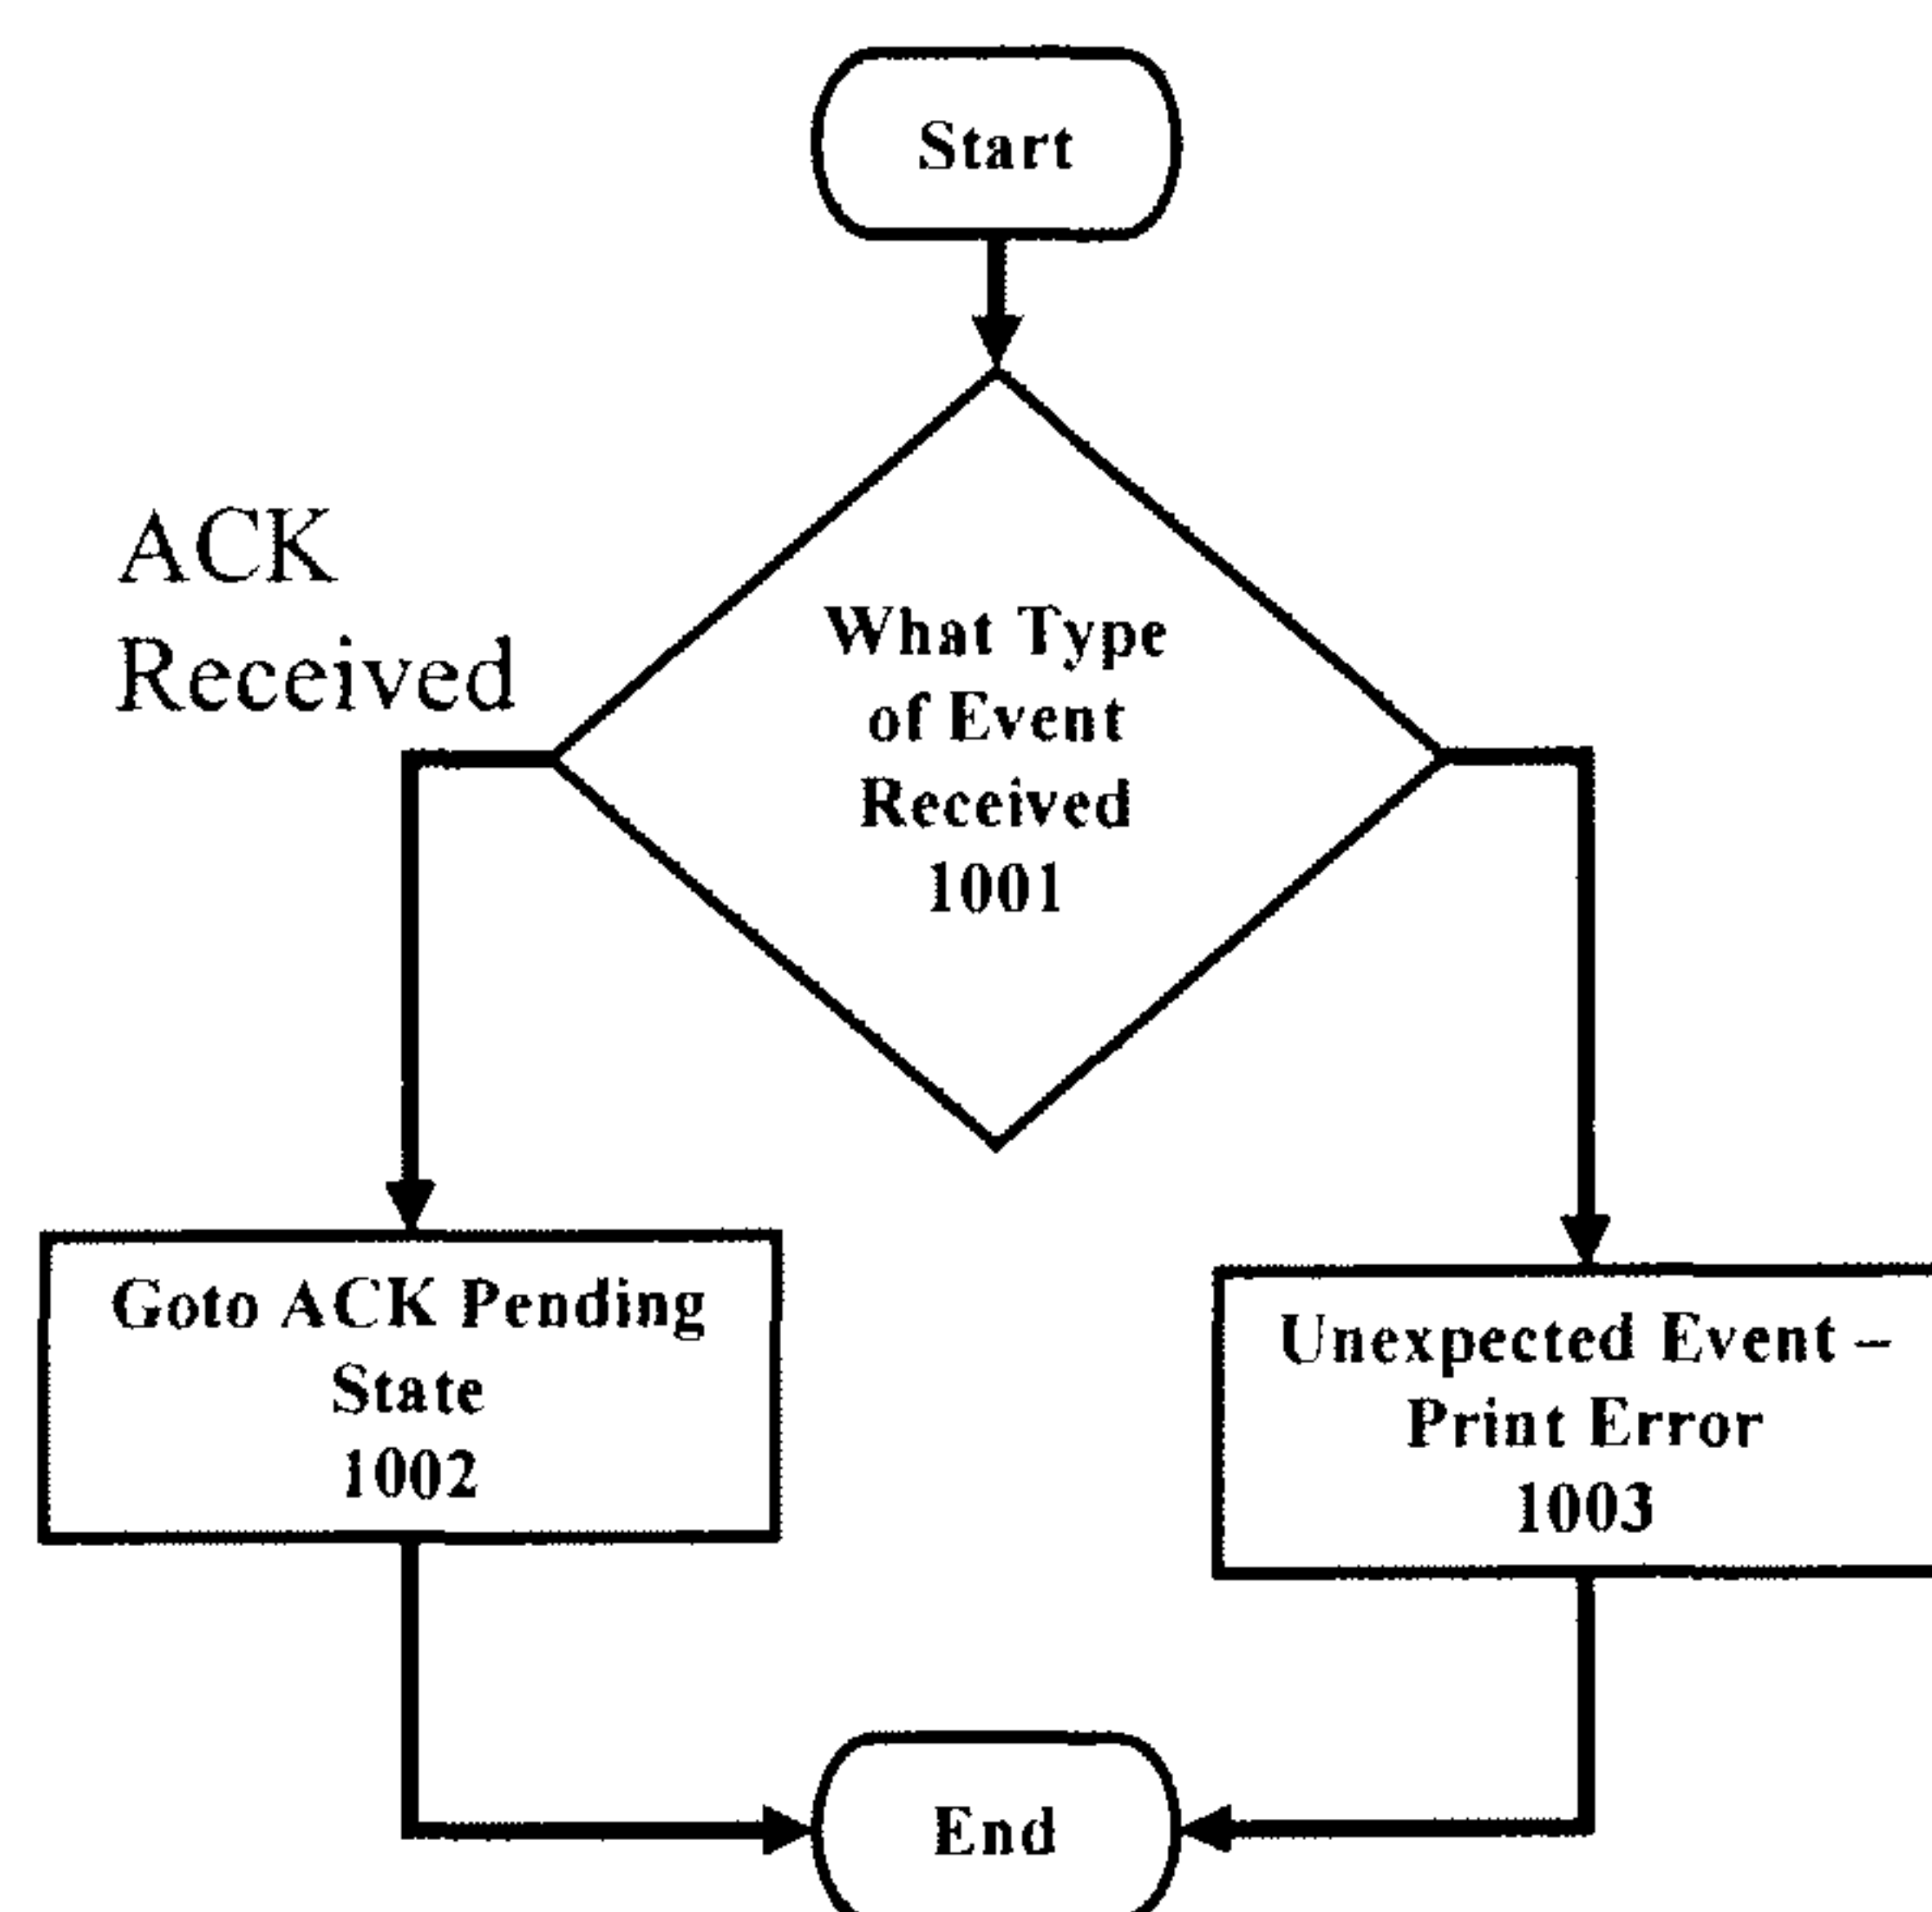 Start
ACK
Received
What Type
of Event
Received
1001
Goto ACK Pending
State
1002
Unexpected Event –
Print Error
1003
End